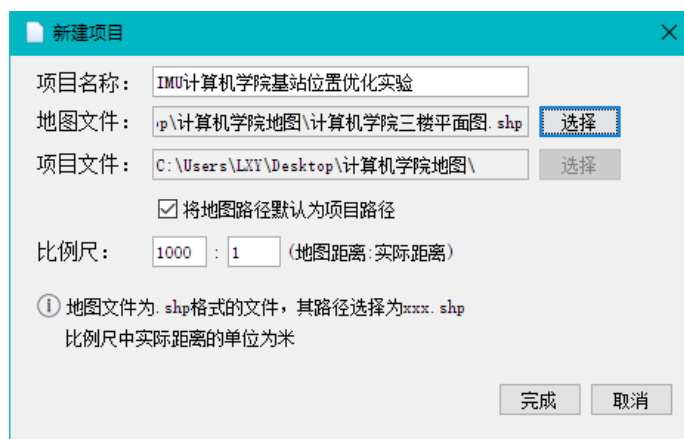 新建项目
项目名称： IMU计算机学院基站位置优化实验
地图文件： p\计算机学院地图\计算机学院三楼平面图.shp 选择
项目文件： C:\Users\LXY\Desktop\计算机学院地图\ 选择
将地图路径默认为项目路径
比例尺： 1000 : 1 (地图距离:实际距离)
地图文件为.shp格式的文件，其路径选择为xxx.shp
比例尺中实际距离的单位为米
完成 取消